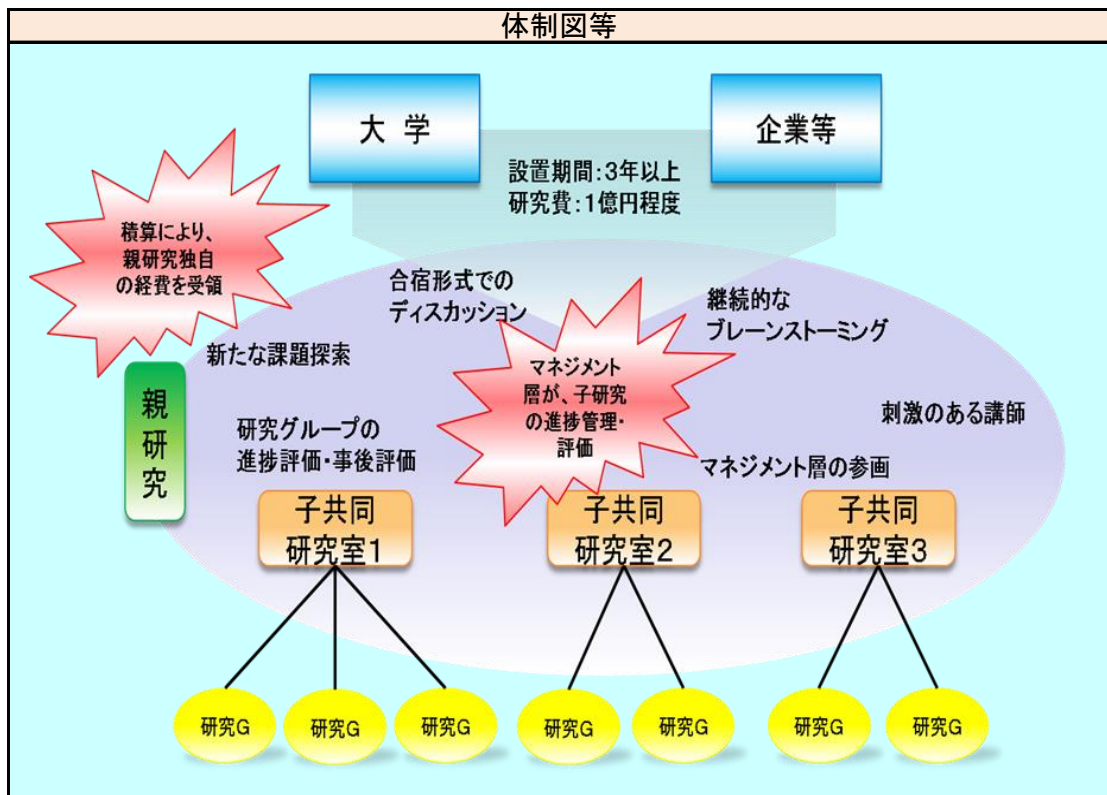 体制図等
大 学
企業等
設置期間:3年以上
研究費:1億円程度
積算により、
親研究独自
の経費を受領
合宿形式での
ディスカッション
継続的な
ブレーンストーミング
新たな課題探索
マネジメント
層が、子研究
の進捗管理・
評価
親
研
究
刺激のある講師
研究グループの
進捗評価・事後評価
マネジメント層の参画
子共同
研究室1
子共同
研究室2
子共同
研究室3
研究G
研究G
研究G
研究G
研究G
研究G
研究G